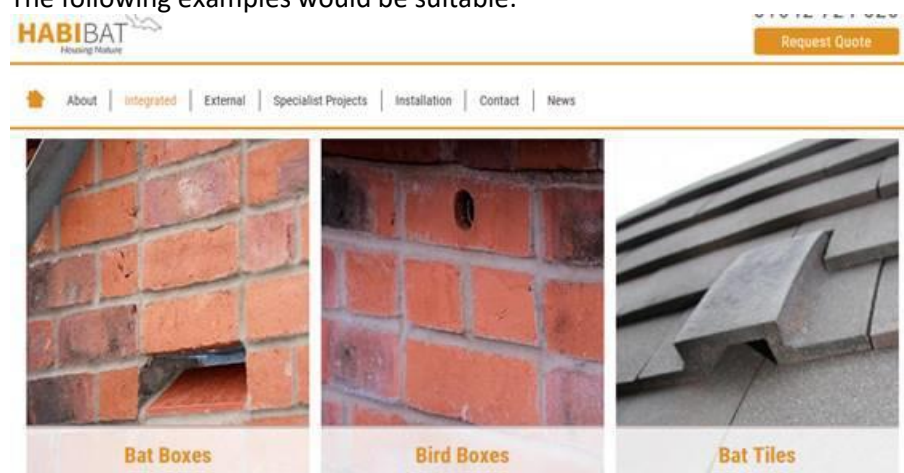 The following examples would be suitable:
HABIBAT
Housing Nature
Request Quote
About | Integrated | External | Specialist Projects | Installation | Contact | News
Bat Boxes
Bird Boxes
Bat Tiles